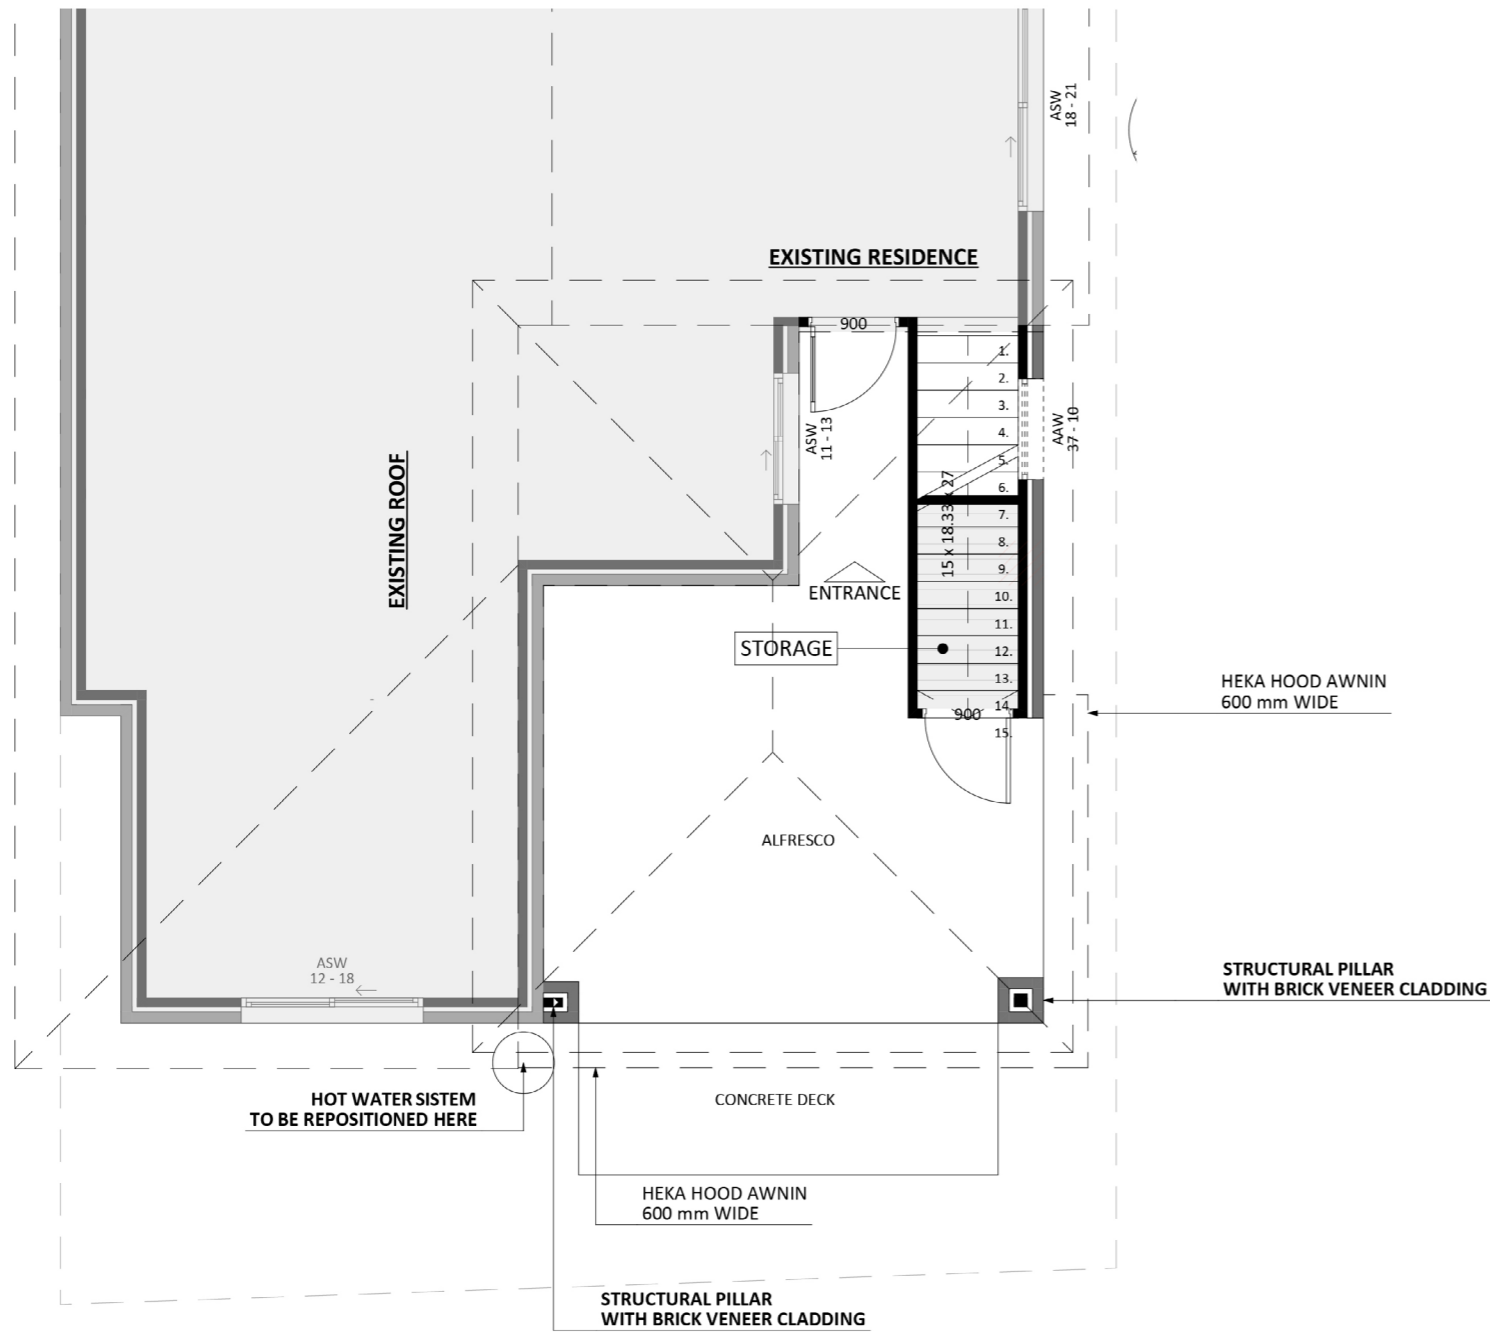 ASW
18 - 21
EXISTING RESIDENCE
900
1.
2.
3.
4.
5.
6.
7.
8.
9.
10.
11.
12.
13.
14.
15.
ASW
11 - 13
AAW
37 - 10
15 x 18.33 x 27
EXISTING ROOF
ENTRANCE
STORAGE
900
HEKA HOOD AWNIN
600 mm WIDE
ALFRESCO
ASW
12 - 18
STRUCTURAL PILLAR
WITH BRICK VENEER CLADDING
HOT WATER SISTEM
TO BE REPOSITIONED HERE
CONCRETE DECK
HEKA HOOD AWNIN
600 mm WIDE
STRUCTURAL PILLAR
WITH BRICK VENEER CLADDING